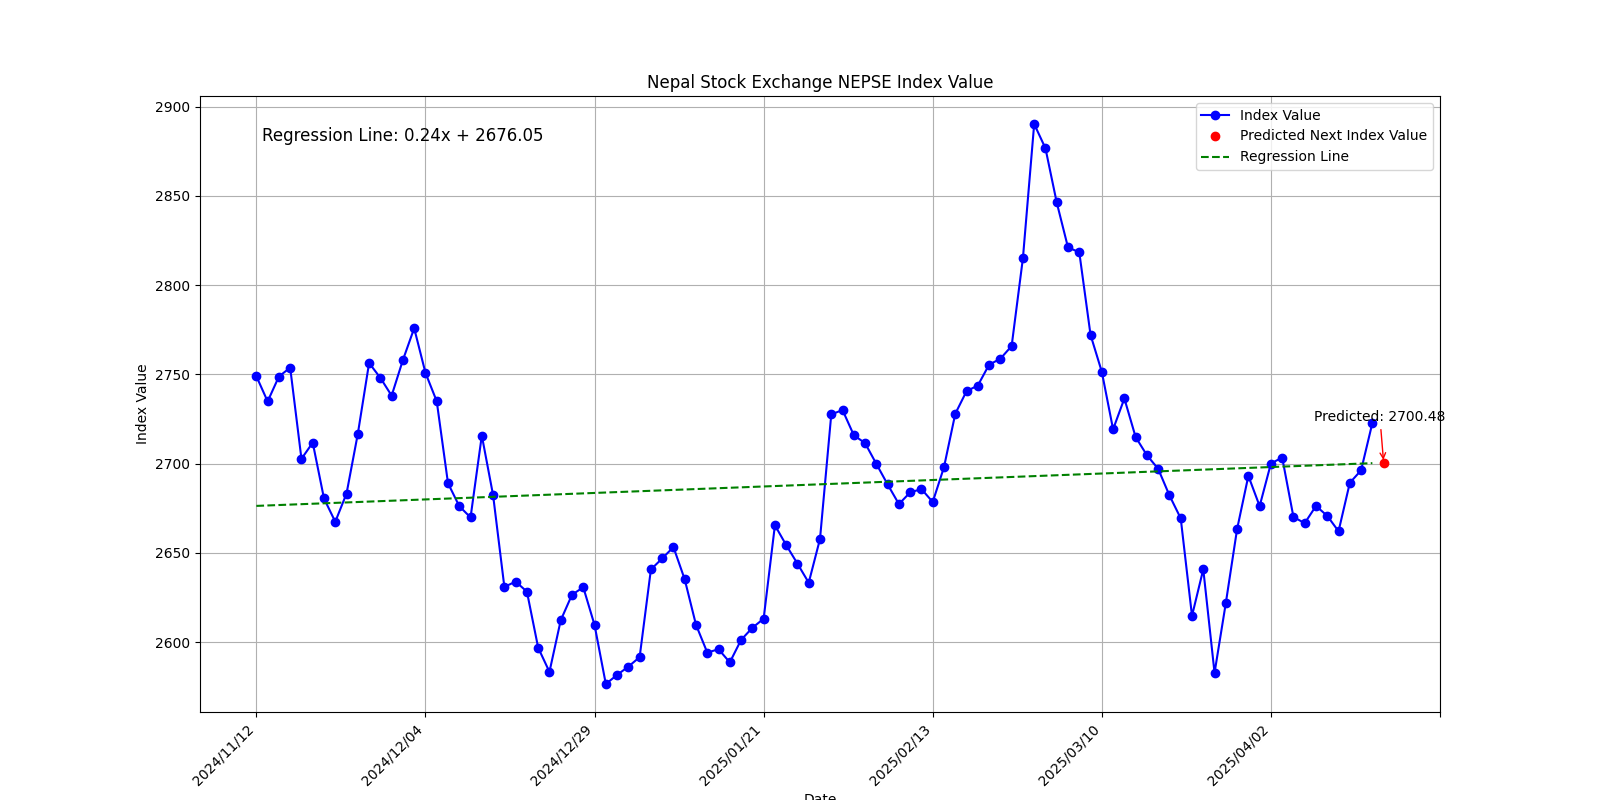 Nepal Stock Exchange NEPSE Index Value
Regression Line: 0.24x + 2676.05
Index Value
Predicted Next Index Value
Regression Line
2900
2850
2800
2750
2700
2650
2600
Index Value
Predicted: 2700.48
2024/11/12
2024/12/04
2024/12/29
2025/01/21
2025/02/13
2025/03/10
2025/04/02
Date